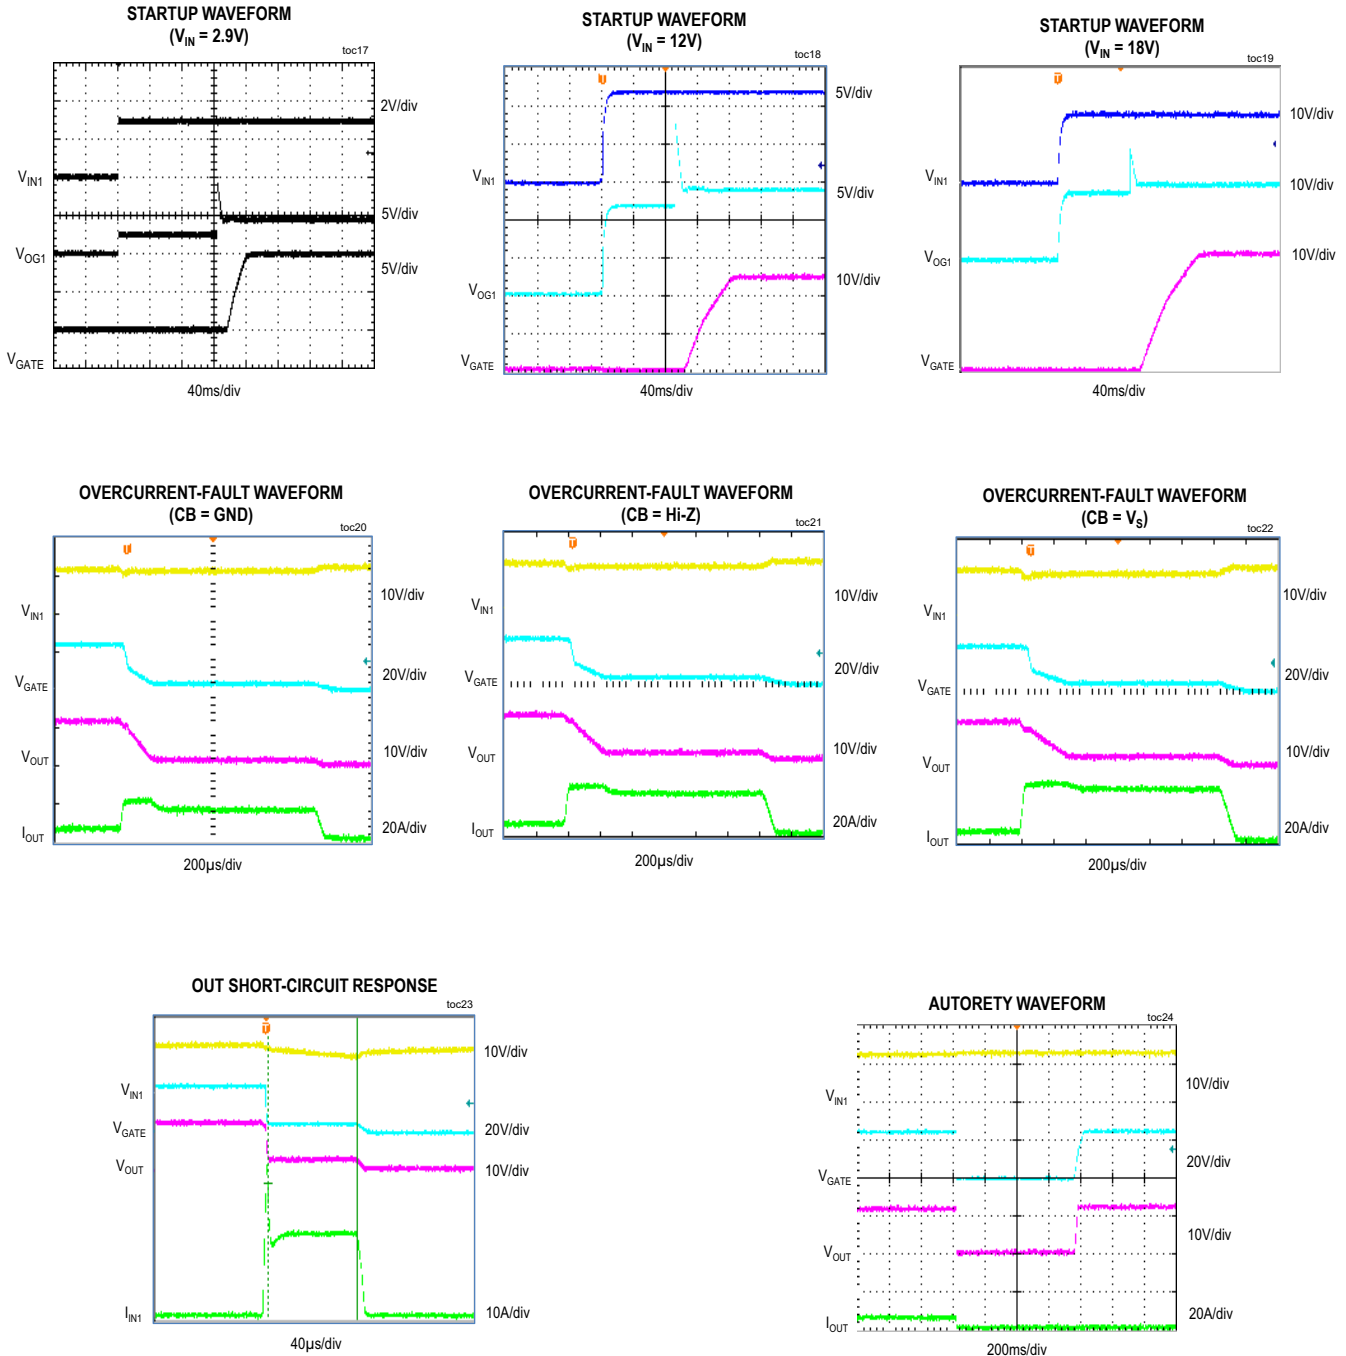 STARTUP WAVEFORM
(VIN = 2.9V)
toc17
2V/div
VIN1
5V/div
VOG1
5V/div
VGATE
40ms/div
STARTUP WAVEFORM
(VIN = 12V)
toc18
T
5V/div
VIN1
5V/div
VOG1
10V/div
VGATE
40ms/div
STARTUP WAVEFORM
(VIN = 18V)
toc19
T
10V/div
VIN1
10V/div
VOG1
10V/div
VGATE
40ms/div
OVERCURRENT-FAULT WAVEFORM
(CB = GND)
toc20
10V/div
VIN1
20V/div
VGATE
10V/div
VOUT
20A/div
IOUT
200µs/div
OVERCURRENT-FAULT WAVEFORM
(CB = Hi-Z)
toc21
T
10V/div
VIN1
20V/div
VGATE
10V/div
VOUT
20A/div
IOUT
200µs/div
OVERCURRENT-FAULT WAVEFORM
(CB = VS)
toc22
T
10V/div
VIN1
20V/div
VGATE
10V/div
VOUT
20A/div
IOUT
200µs/div
OUT SHORT-CIRCUIT RESPONSE
toc23
T
10V/div
VIN1
VGATE
20V/div
VOUT
10V/div
IIN1
10A/div
40µs/div
AUTORETY WAVEFORM
toc24
10V/div
VIN1
20V/div
VGATE
10V/div
VOUT
20A/div
IOUT
200ms/div